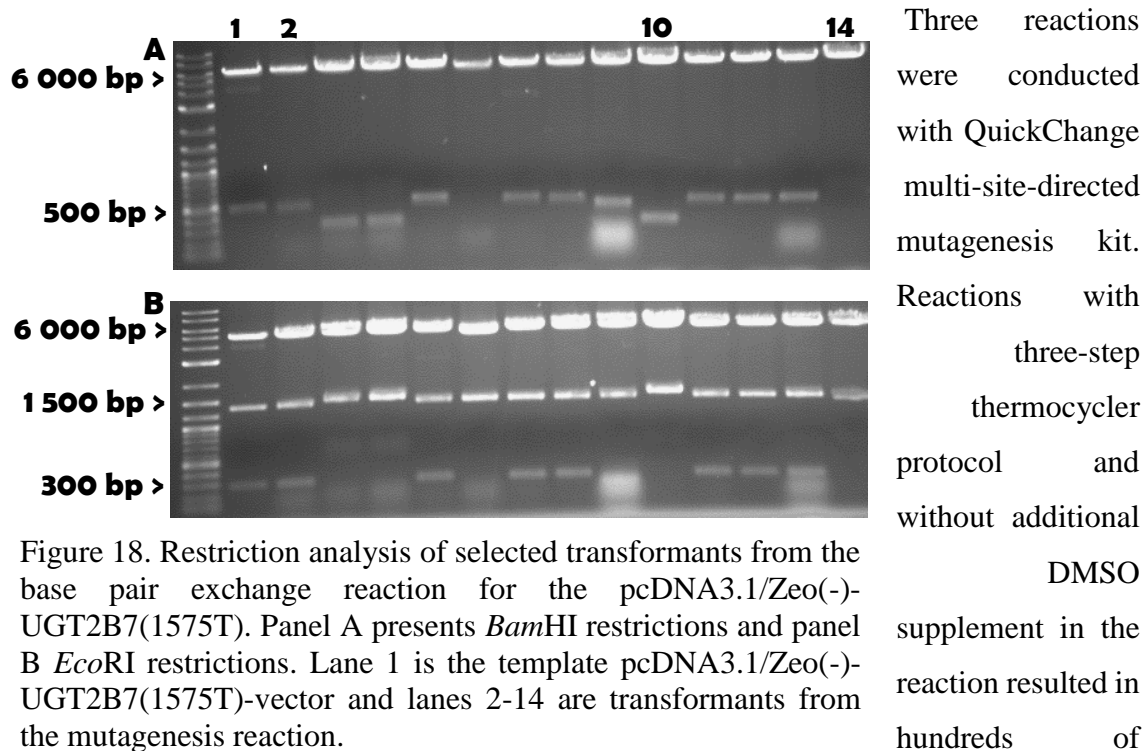 1 2 10 14
A
6 000 bp >
500 bp >
B
6 000 bp >
1 500 bp >
300 bp >
Figure 18. Restriction analysis of selected transformants from the
base pair exchange reaction for the pcDNA3.1/Zeo(-)-
UGT2B7(1575T). Panel A presents BamHI restrictions and panel
B EcoRI restrictions. Lane 1 is the template pcDNA3.1/Zeo(-)-
UGT2B7(1575T)-vector and lanes 2-14 are transformants from
the mutagenesis reaction.
Three reactions
were conducted
with QuickChange
multi-site-directed
mutagenesis kit.
Reactions with
three-step
thermocycler
protocol and
without additional
DMSO
supplement in the
reaction resulted in
hundreds of